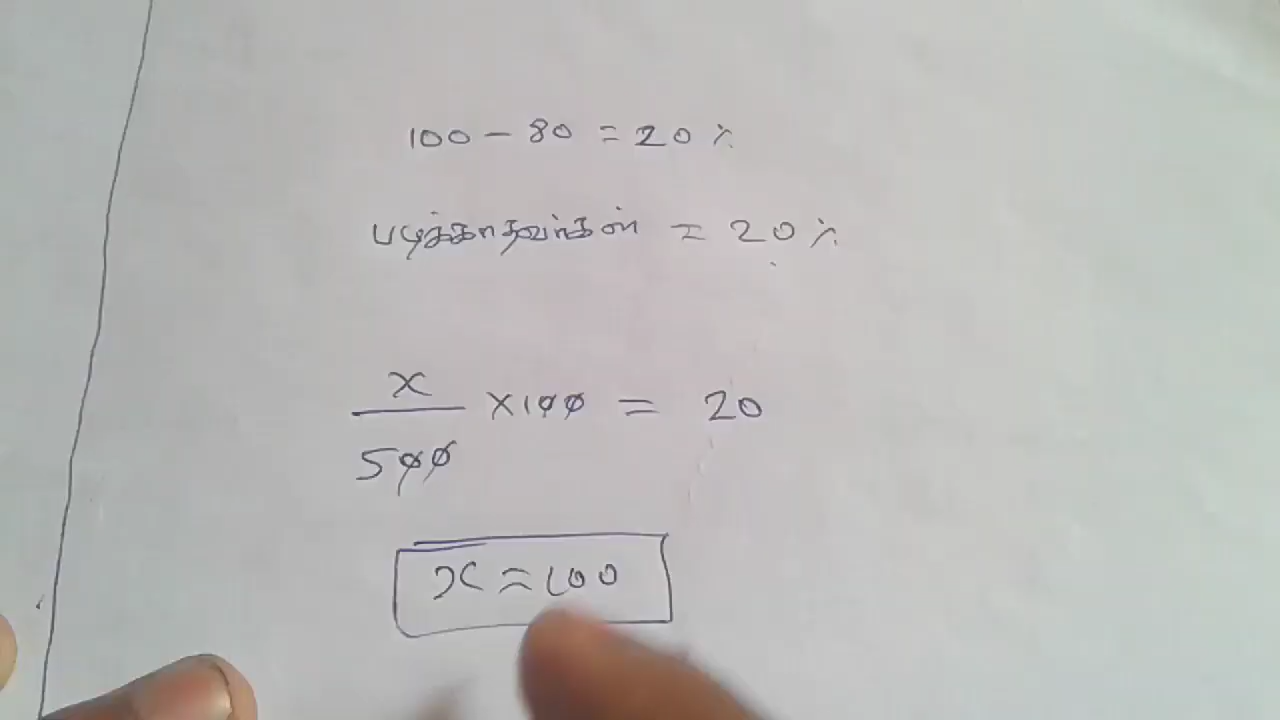 100 - 80 = 20 %
படிக்காதவர்கள் = 20 %
x
― × 100 = 20
500
x = 100